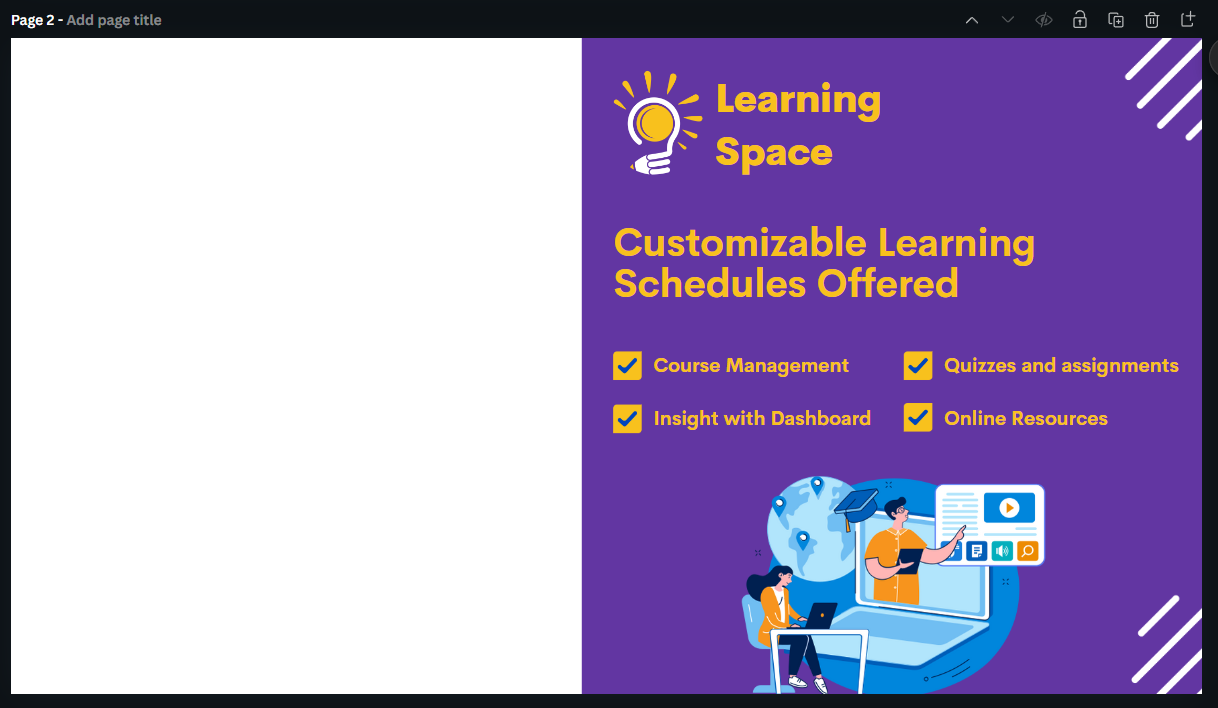 Page 2 - Add page title
Learning
Space
Customizable Learning
Schedules Offered
Course Management
Quizzes and assignments
Insight with Dashboard
Online Resources